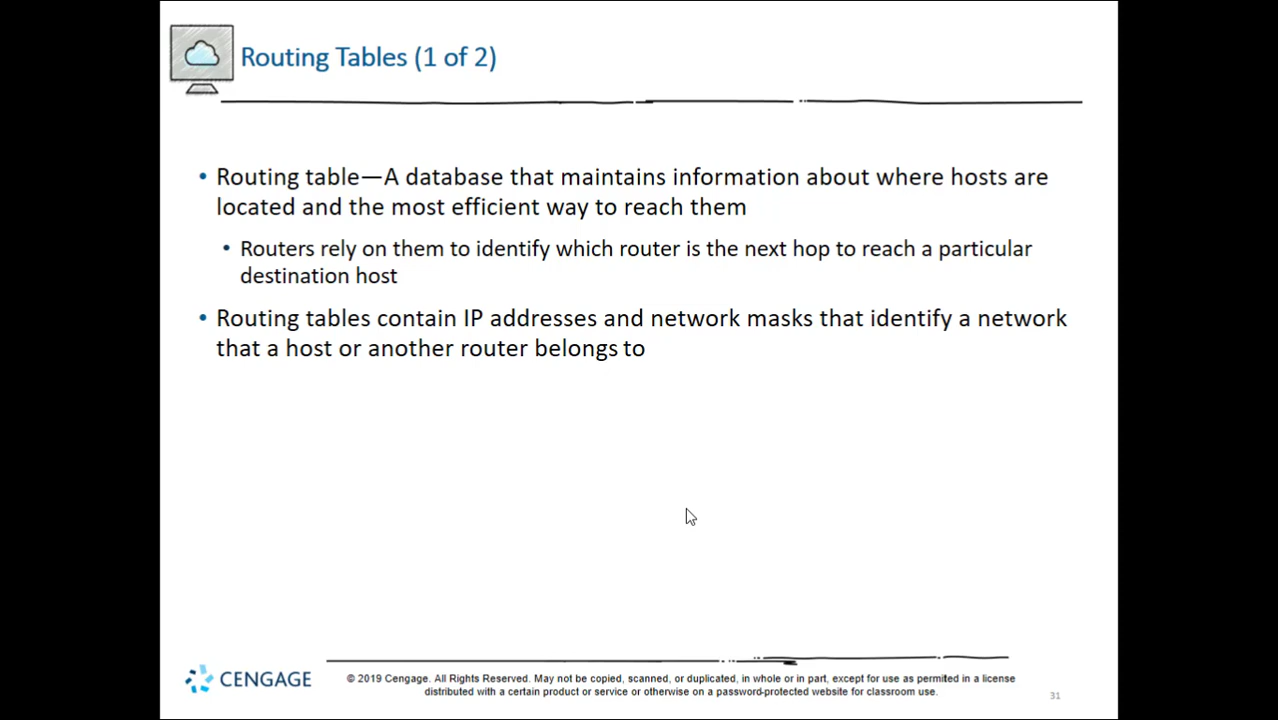 Routing Tables (1 of 2)
• Routing table—A database that maintains information about where hosts are
located and the most efficient way to reach them
• Routers rely on them to identify which router is the next hop to reach a particular
destination host
• Routing tables contain IP addresses and network masks that identify a network
that a host or another router belongs to
CENGAGE
© 2019 Cengage. All Rights Reserved. May not be copied, scanned, or duplicated, in whole or in part, except for use as permitted in a license
distributed with a certain product or service or otherwise on a password-protected website for classroom use.
31